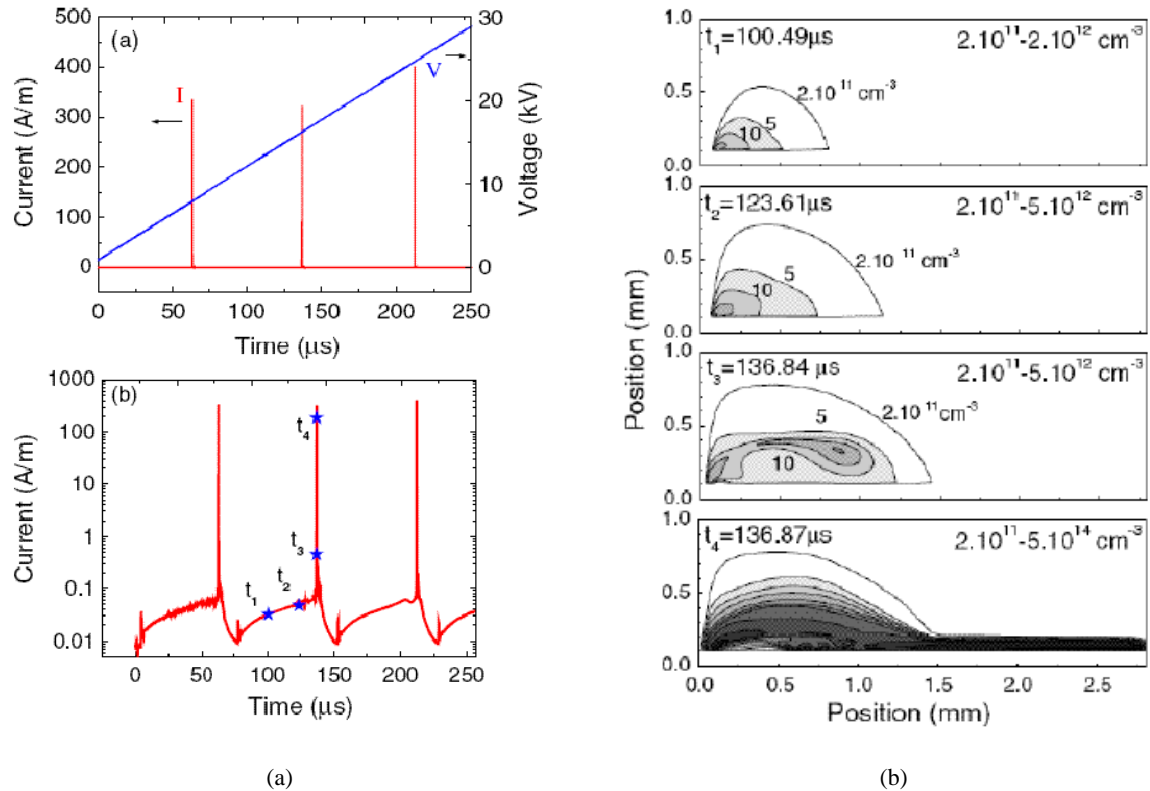 (a)
I
V
Current (A/m)
500
450
400
350
300
250
200
150
100
50
0
Voltage (kV)
30
20
10
0
0 50 100 150 200 250
Time (μs)
(b)
Current (A/m)
1000
100
10
1
0.1
0.01
t₁
t₂
t₃
t₄
0 50 100 150 200 250
Time (μs)
(a)
Position (mm)
t₁=100.49μs 2.10¹¹-2.10¹² cm⁻³
1.0
0.5
0.0
2.10¹¹ cm⁻³
5
10
t₂=123.61μs 2.10¹¹-5.10¹² cm⁻³
1.0
0.5
0.0
2.10¹¹ cm⁻³
5
10
t₃=136.84 μs 2.10¹¹-5.10¹² cm⁻³
1.0
0.5
0.0
2.10¹¹cm⁻³
5
10
t₄=136.87μs 2.10¹¹-5.10¹⁴ cm⁻³
1.0
0.5
0.0
0.0 0.5 1.0 1.5 2.0 2.5
Position (mm)
(b)